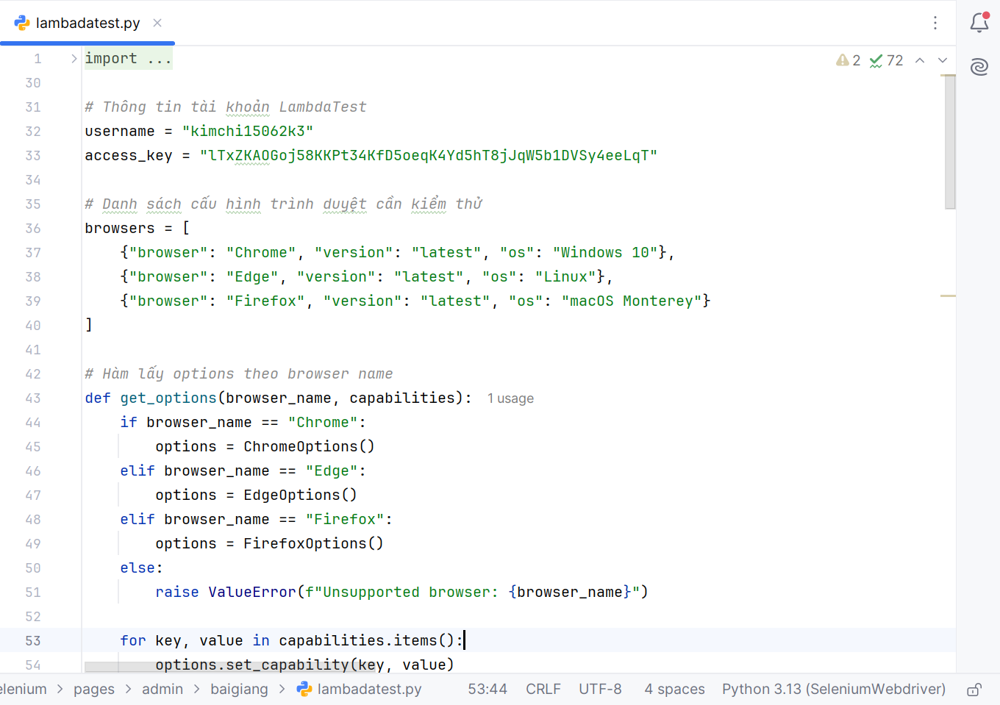 lambadatest.py
1 import ...
2 72
30
31 # Thông tin tài khoản LambdaTest
32 username = "kimchi15062k3"
33 access_key = "lTxZKAOGoj58KKPt34KfD5oeqK4Yd5hT8jJqW5b1DVSy4eeLqT"
34
35 # Danh sách cấu hình trình duyệt cần kiểm thử
36 browsers = [
37 {"browser": "Chrome", "version": "latest", "os": "Windows 10"},
38 {"browser": "Edge", "version": "latest", "os": "Linux"},
39 {"browser": "Firefox", "version": "latest", "os": "macOS Monterey"}
40 ]
41
42 # Hàm lấy options theo browser name
43 def get_options(browser_name, capabilities): 1 usage
44 if browser_name == "Chrome":
45 options = ChromeOptions()
46 elif browser_name == "Edge":
47 options = EdgeOptions()
48 elif browser_name == "Firefox":
49 options = FirefoxOptions()
50 else:
51 raise ValueError(f"Unsupported browser: {browser_name}")
52
53 for key, value in capabilities.items():
54 options.set_capability(key, value)
elenium > pages > admin > baigiang > lambadatest.py 53:44 CRLF UTF-8 4 spaces Python 3.13 (SeleniumWebdriver)